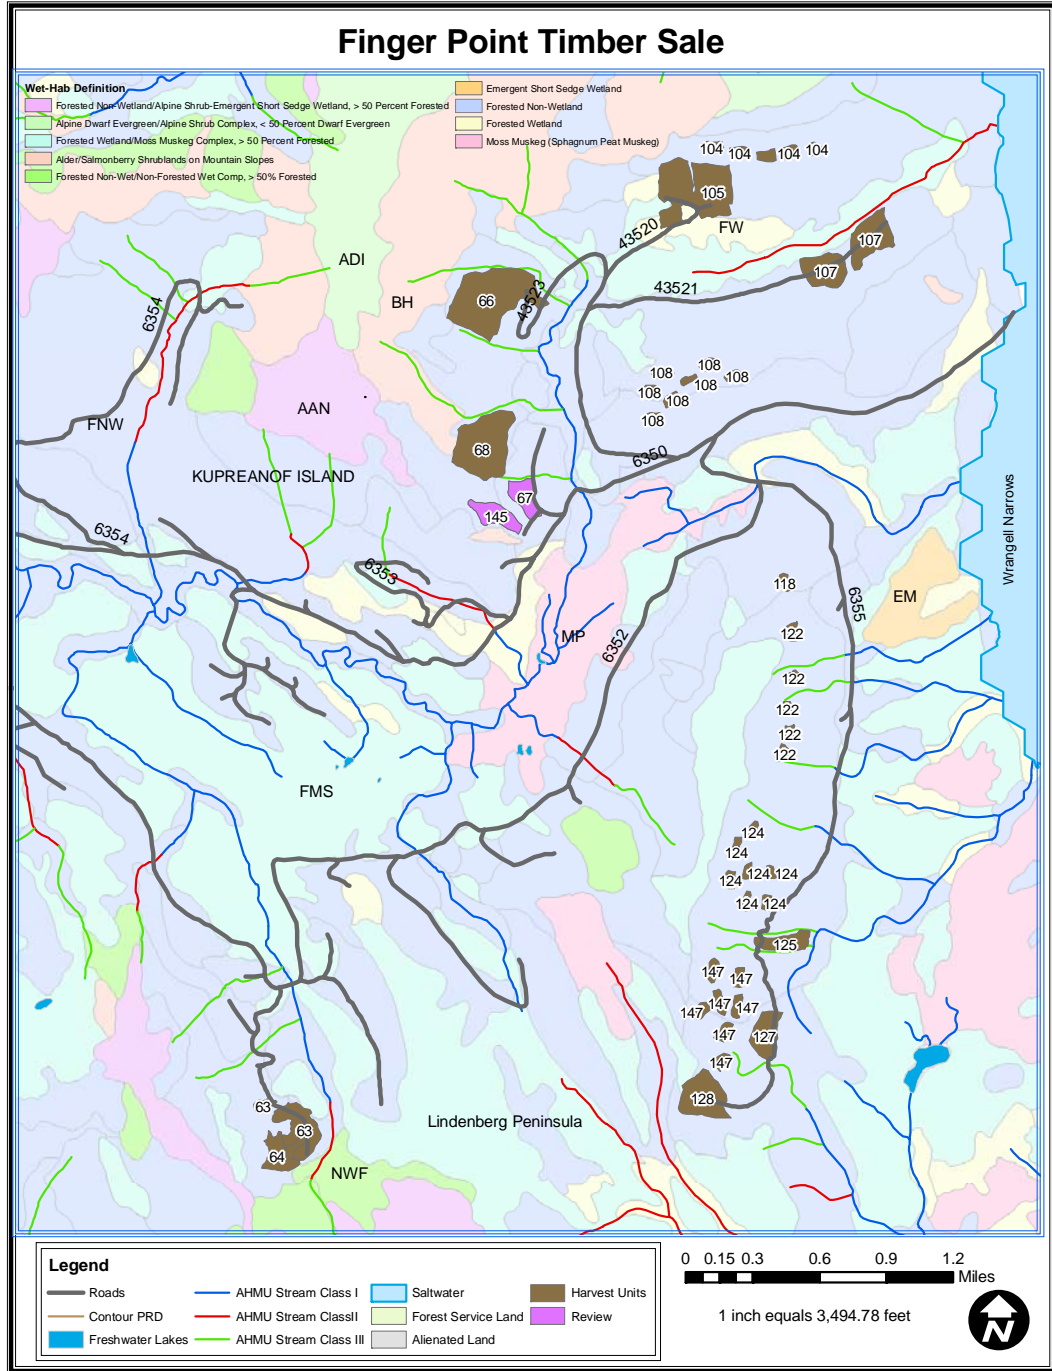 Finger Point Timber Sale
Wet-Hab Definition
Forested Non-Wetland/Alpine Shrub-Emergent Short Sedge Wetland, > 50 Percent Forested
Alpine Dwarf Evergreen/Alpine Shrub Complex, < 50 Percent Dwarf Evergreen
Forested Wetland/Moss Muskeg Complex, > 50 Percent Forested
Alder/Salmonberry Shrublands on Mountain Slopes
Forested Non-Wet/Non-Forested Wet Comp, > 50% Forested
Emergent Short Sedge Wetland
Forested Non-Wetland
Forested Wetland
Moss Muskeg (Sphagnum Peat Muskeg)
104 104 104 104
105
43520
FW
107
ADI
107
43521
6354
BH
66
43523
108 108
108 108 108
108
108
AAN
FNW
68
6350
KUPREANOF ISLAND
67
145
Wrangell Narrows
6354
6353
118
6355
EM
122
MP
6352
122
122
122
122
FMS
124
124
124 124 124
124 124
125
147 147
147 147 147
147
127
147
128
63
63
64
Lindenberg Peninsula
NWF
Legend
Roads
Contour PRD
Freshwater Lakes
AHMU Stream Class I
AHMU Stream ClassII
AHMU Stream Class III
Saltwater
Forest Service Land
Alienated Land
Harvest Units
Review
0 0.15 0.3 0.6 0.9 1.2
Miles
1 inch equals 3,494.78 feet
N